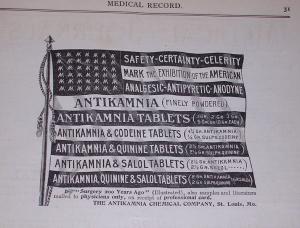 MEDICAL RECORD.
31
SAFETY-CERTAINTY-CELERITY
MARK THE EXHIBITION OF THE AMERICAN
ANALGESIC-ANTIPYRETIC-ANODYNE
ANTIKAMNIA (FINELY POWDERED)
ANTIKAMNIA TABLETS
ANTIKAMNIA & CODEINE TABLETS
ANTIKAMNIA & QUININE TABLETS
ANTIKAMNIA & SALOL TABLETS
ANTIKAMNIA, QUININE & SALOL TABLETS
"Surgery 200 Years Ago" (Illustrated), also samples and literature
mailed to physicians only, on receipt of professional card.
THE ANTIKAMNIA CHEMICAL COMPANY, St. Louis, Mo.